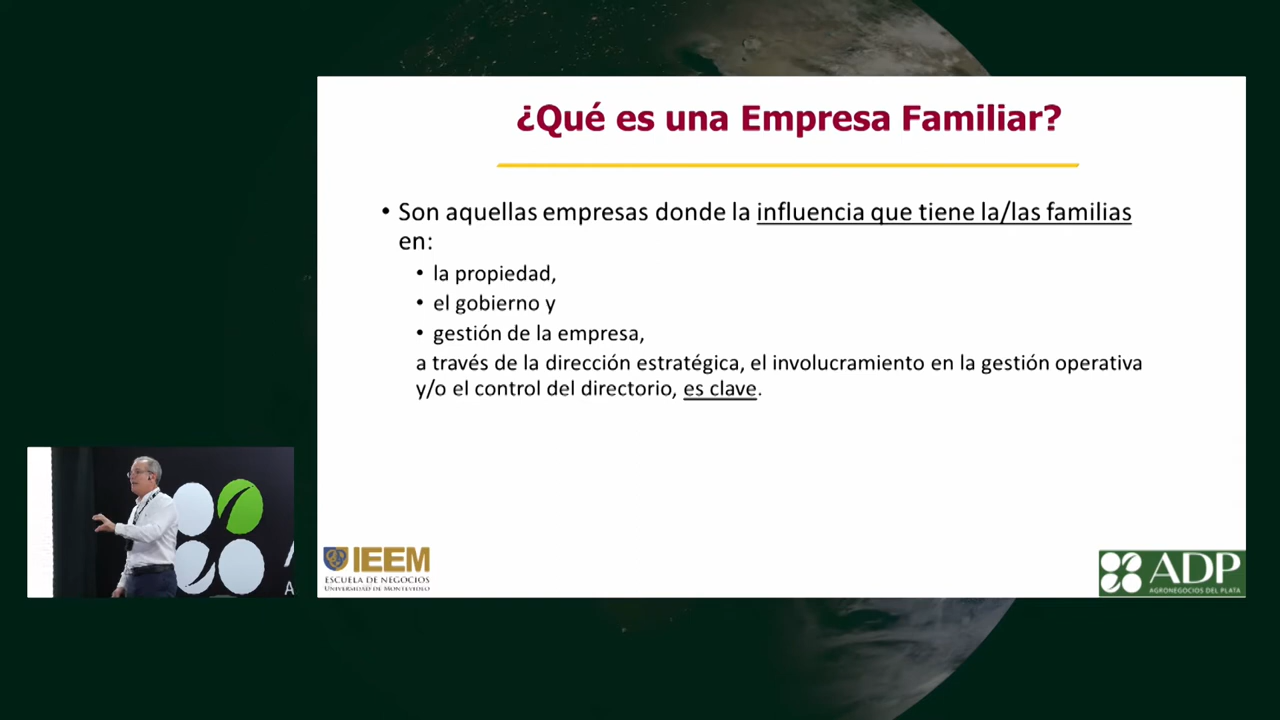 ¿Qué es una Empresa Familiar?
• Son aquellas empresas donde la influencia que tiene la/las familias
en:
• la propiedad,
• el gobierno y
• gestión de la empresa,
a través de la dirección estratégica, el involucramiento en la gestión operativa
y/o el control del directorio, es clave.
IEEM
ESCUELA DE NEGOCIOS
UNIVERSIDAD DE MONTEVIDEO
ADP
AGRONEGOCIOS DEL PLATA
A
A